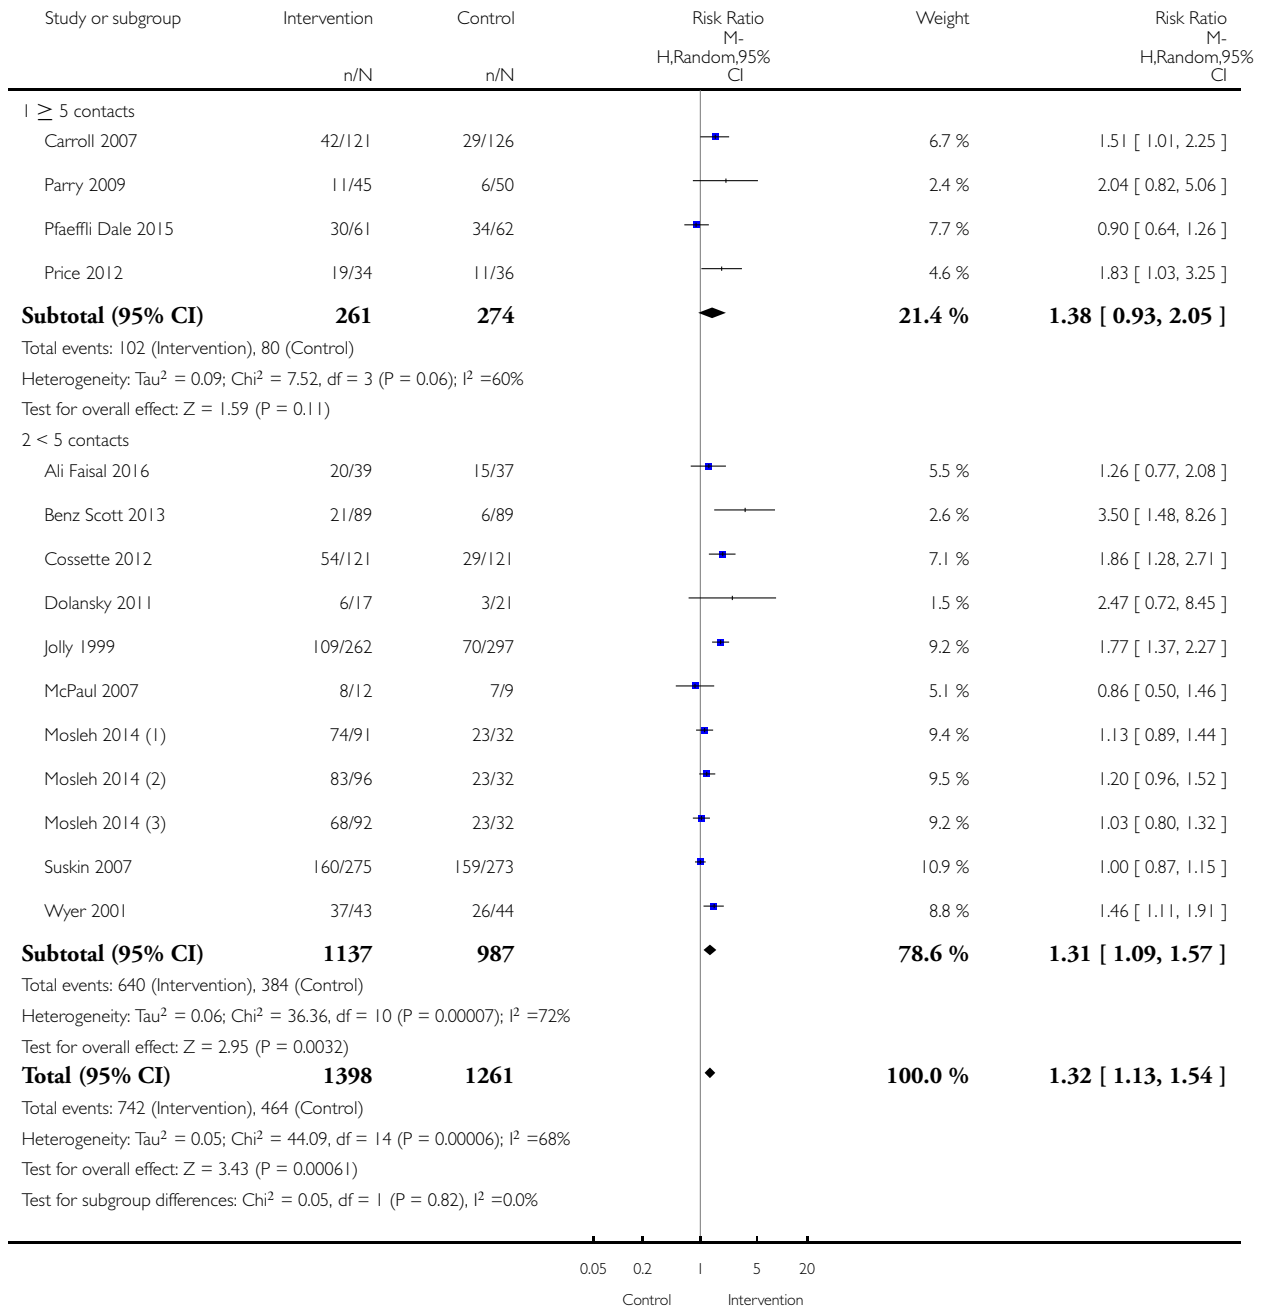 Study or subgroup Intervention Control Risk Ratio Weight Risk Ratio
M- M-
H,Random,95% H,Random,95%
n/N n/N CI CI
1 ≥ 5 contacts
Carroll 2007 42/121 29/126 6.7 % 1.51 [ 1.01, 2.25 ]
Parry 2009 11/45 6/50 2.4 % 2.04 [ 0.82, 5.06 ]
Pfaeffli Dale 2015 30/61 34/62 7.7 % 0.90 [ 0.64, 1.26 ]
Price 2012 19/34 11/36 4.6 % 1.83 [ 1.03, 3.25 ]
Subtotal (95% CI) 261 274 21.4 % 1.38 [ 0.93, 2.05 ]
Total events: 102 (Intervention), 80 (Control)
Heterogeneity: Tau² = 0.09; Chi² = 7.52, df = 3 (P = 0.06); I² =60%
Test for overall effect: Z = 1.59 (P = 0.11)
2 < 5 contacts
Ali Faisal 2016 20/39 15/37 5.5 % 1.26 [ 0.77, 2.08 ]
Benz Scott 2013 21/89 6/89 2.6 % 3.50 [ 1.48, 8.26 ]
Cossette 2012 54/121 29/121 7.1 % 1.86 [ 1.28, 2.71 ]
Dolansky 2011 6/17 3/21 1.5 % 2.47 [ 0.72, 8.45 ]
Jolly 1999 109/262 70/297 9.2 % 1.77 [ 1.37, 2.27 ]
McPaul 2007 8/12 7/9 5.1 % 0.86 [ 0.50, 1.46 ]
Mosleh 2014 (1) 74/91 23/32 9.4 % 1.13 [ 0.89, 1.44 ]
Mosleh 2014 (2) 83/96 23/32 9.5 % 1.20 [ 0.96, 1.52 ]
Mosleh 2014 (3) 68/92 23/32 9.2 % 1.03 [ 0.80, 1.32 ]
Suskin 2007 160/275 159/273 10.9 % 1.00 [ 0.87, 1.15 ]
Wyer 2001 37/43 26/44 8.8 % 1.46 [ 1.11, 1.91 ]
Subtotal (95% CI) 1137 987 78.6 % 1.31 [ 1.09, 1.57 ]
Total events: 640 (Intervention), 384 (Control)
Heterogeneity: Tau² = 0.06; Chi² = 36.36, df = 10 (P = 0.00007); I² =72%
Test for overall effect: Z = 2.95 (P = 0.0032)
Total (95% CI) 1398 1261 100.0 % 1.32 [ 1.13, 1.54 ]
Total events: 742 (Intervention), 464 (Control)
Heterogeneity: Tau² = 0.05; Chi² = 44.09, df = 14 (P = 0.00006); I² =68%
Test for overall effect: Z = 3.43 (P = 0.00061)
Test for subgroup differences: Chi² = 0.05, df = 1 (P = 0.82), I² =0.0%
0.05 0.2 1 5 20
Control Intervention